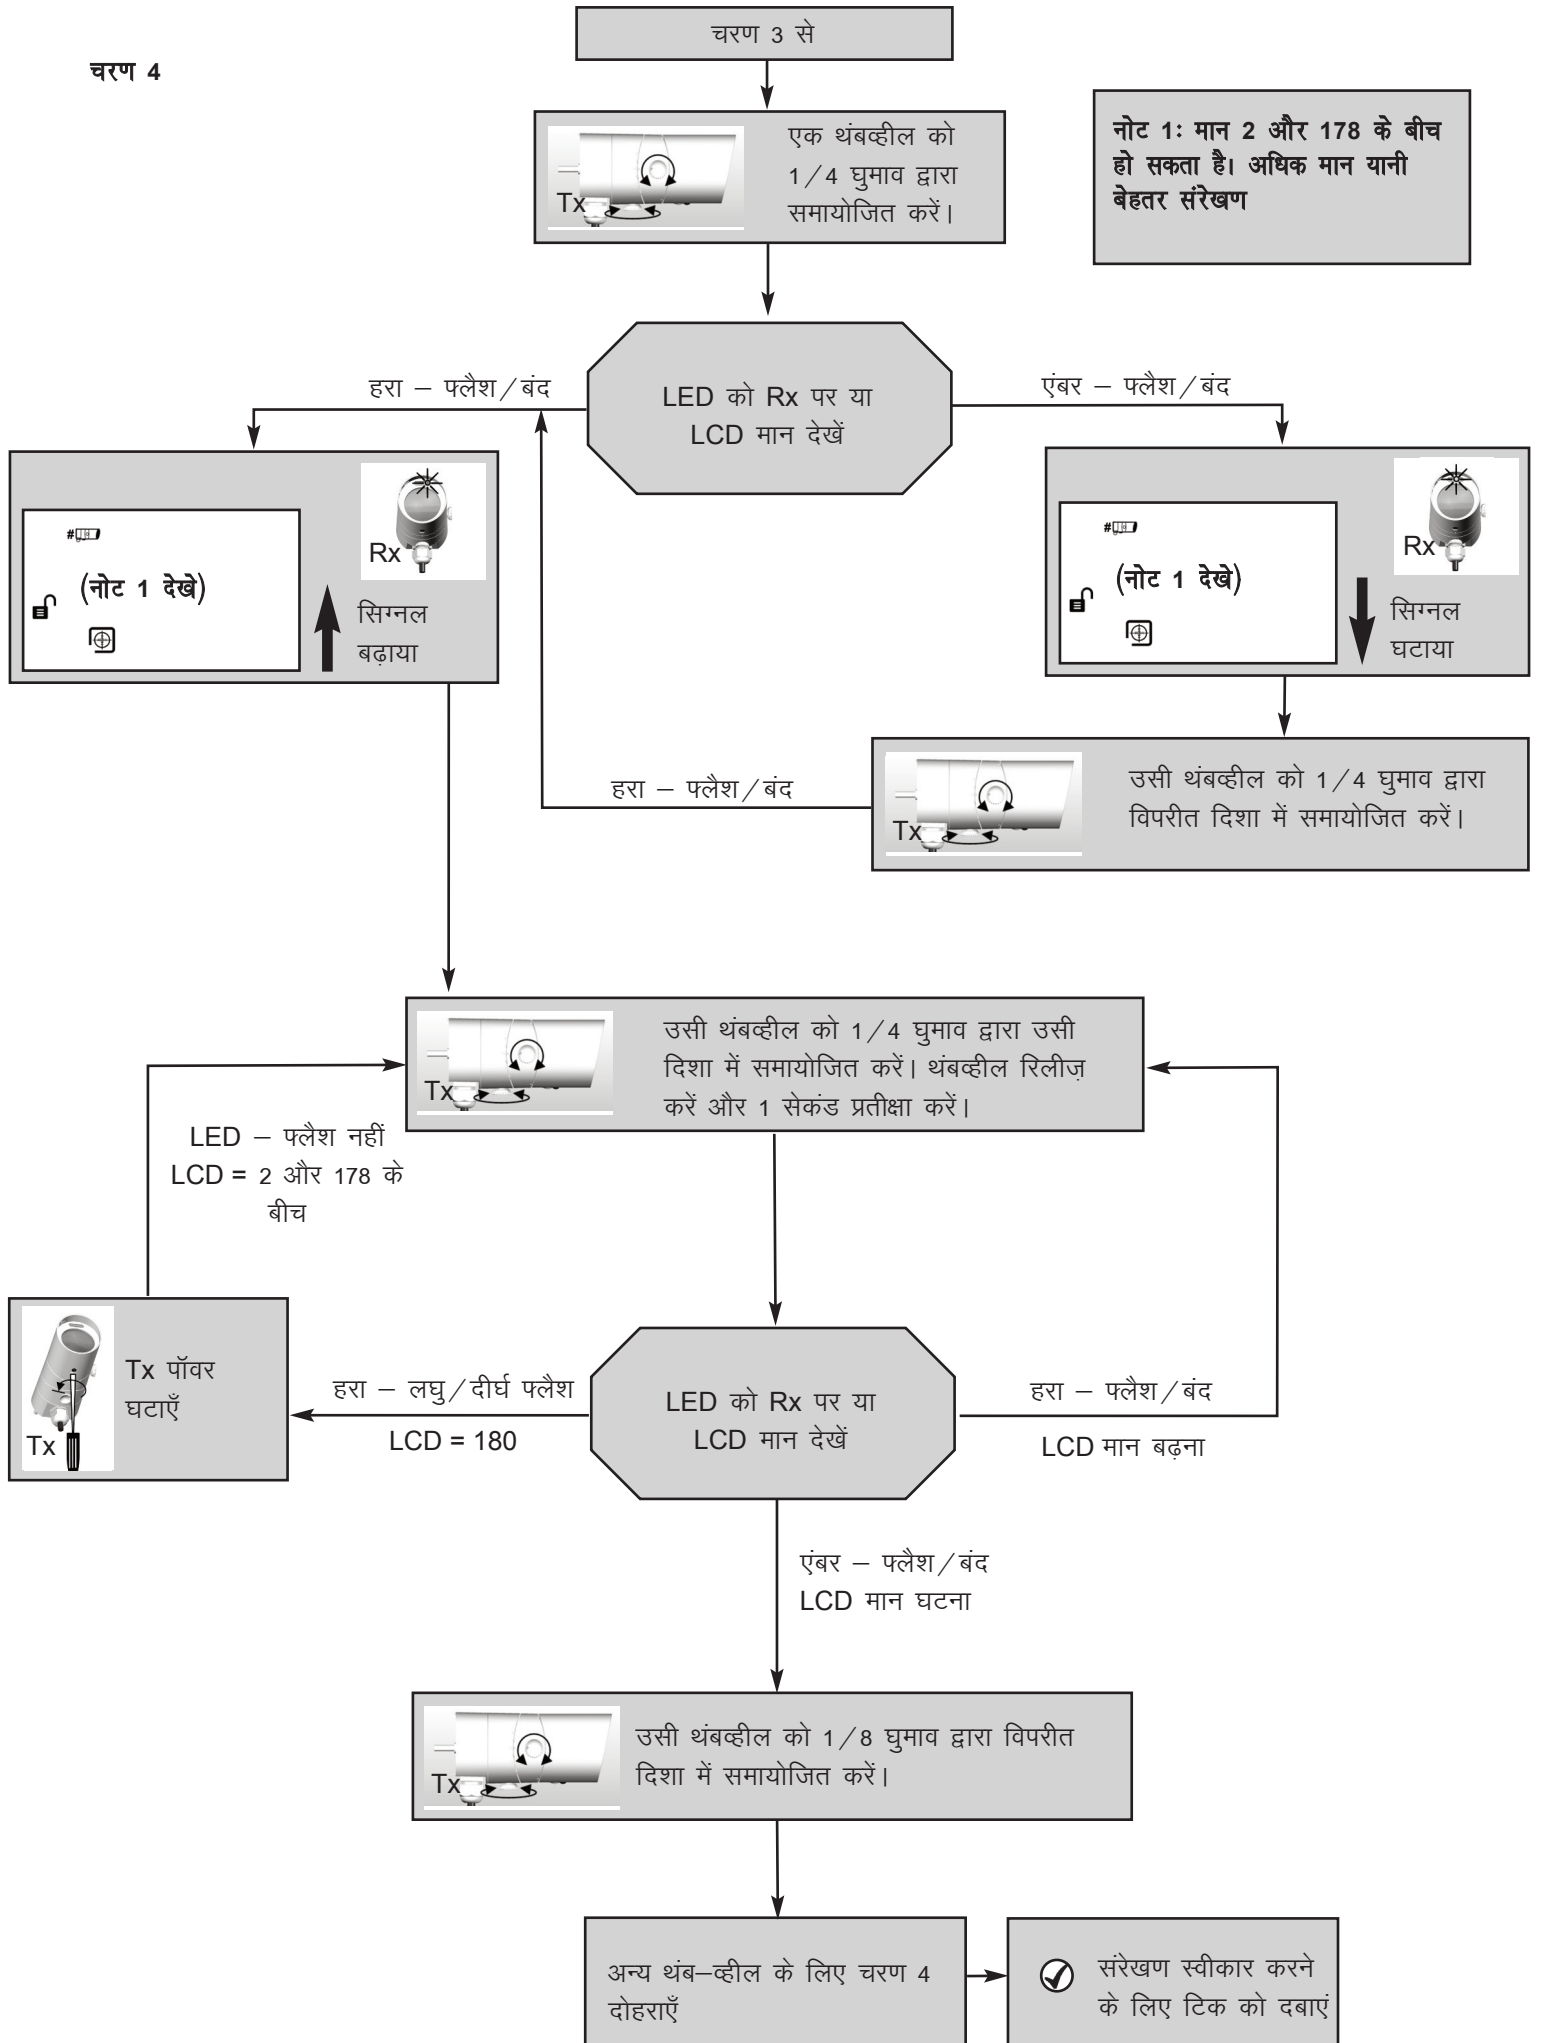 चरण 3 से
चरण 4
एक थंबव्हील को
1/4 घुमाव द्वारा
समायोजित करें।
Tx
नोट 1: मान 2 और 178 के बीच
हो सकता है। अधिक मान यानी
बेहतर संरेखण
LED को Rx पर या
LCD मान देखें
हरा – फ्लैश/बंद
एंबर – फ्लैश/बंद
#
(नोट 1 देखे)
Rx
सिग्नल
बढ़ाया
#
(नोट 1 देखे)
Rx
सिग्नल
घटाया
उसी थंबव्हील को 1/4 घुमाव द्वारा
विपरीत दिशा में समायोजित करें।
Tx
हरा – फ्लैश/बंद
उसी थंबव्हील को 1/4 घुमाव द्वारा उसी
दिशा में समायोजित करें। थंबव्हील रिलीज़
करें और 1 सेकंड प्रतीक्षा करें।
Tx
LED – फ्लैश नहीं
LCD = 2 और 178 के
बीच
Tx पॉवर
घटाएँ
Tx
हरा – लघु/दीर्घ फ्लैश
LCD = 180
LED को Rx पर या
LCD मान देखें
हरा – फ्लैश/बंद
LCD मान बढ़ना
एंबर – फ्लैश/बंद
LCD मान घटना
उसी थंबव्हील को 1/8 घुमाव द्वारा विपरीत
दिशा में समायोजित करें।
Tx
अन्य थंब–व्हील के लिए चरण 4
दोहराएँ
संरेखण स्वीकार करने
के लिए टिक को दबाएं